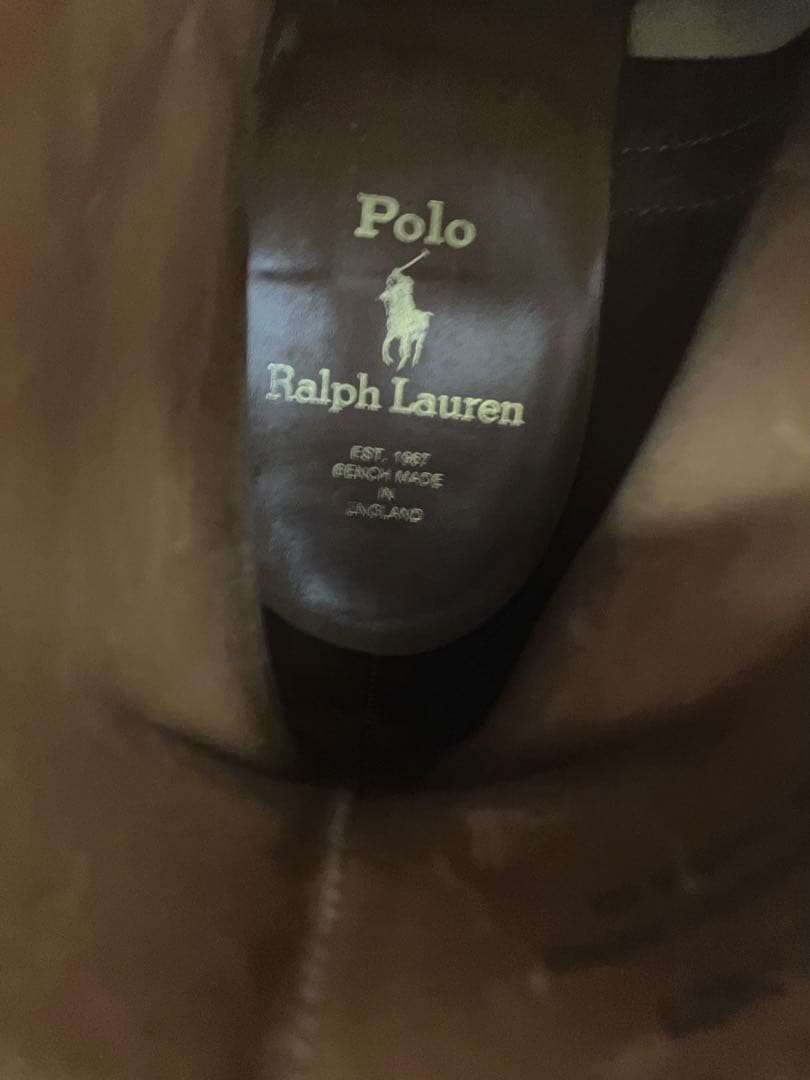 Polo
Ralph Lauren
EST. 1967
BENCH MADE
IN
ENGLAND